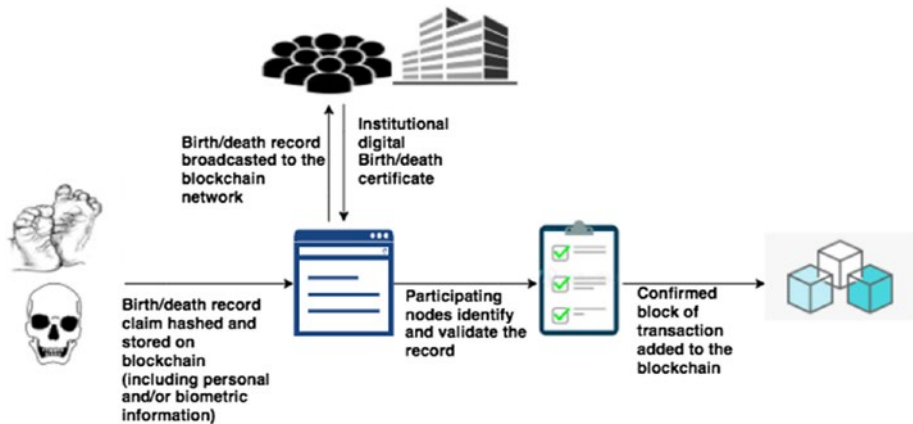 Birth/death record
broadcasted to the
blockchain
network
Institutional
digital
Birth/death
certificate
Birth/death record
claim hashed and
stored on
blockchain
(including personal
and/or biometric
information)
Participating
nodes identify
and validate the
record
Confirmed
block of
transaction
added to the
blockchain